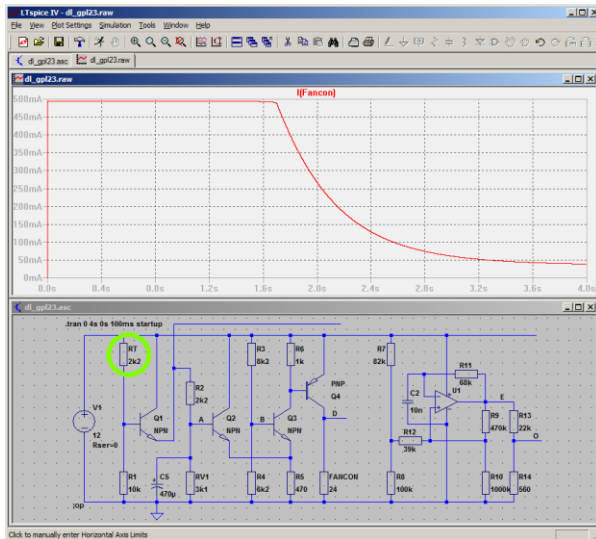 LTspice IV - dl_gpl23.raw
File View Plot Settings Simulation Tools Window Help
dl_gpl23.asc dl_gpl23.raw
dl_gpl23.raw
I(Fancon)
500mA
450mA
400mA
350mA
300mA
250mA
200mA
150mA
100mA
50mA
0mA
0.0s 0.4s 0.8s 1.2s 1.6s 2.0s 2.4s 2.8s 3.2s 3.6s 4.0s
dl_gpl23.asc
.tran 0 4s 0s 100ms startup
RT
2k2
R3
8k2
R6
1k
R7
82k
R11
68k
R2
2k2
PNP
Q4
C2
10n
U1
E
V1
12
Rser=0
Q1
NPN
A
Q2
NPN
B
Q3
NPN
D
R12
39k
R9
470k
R13
22k
O
R1
10k
C5
470µ
RV1
3k1
R4
6k2
R5
470
FANCON
24
R8
100k
R10
1000k
R14
560
Click to manually enter Horizontal Axis Limits